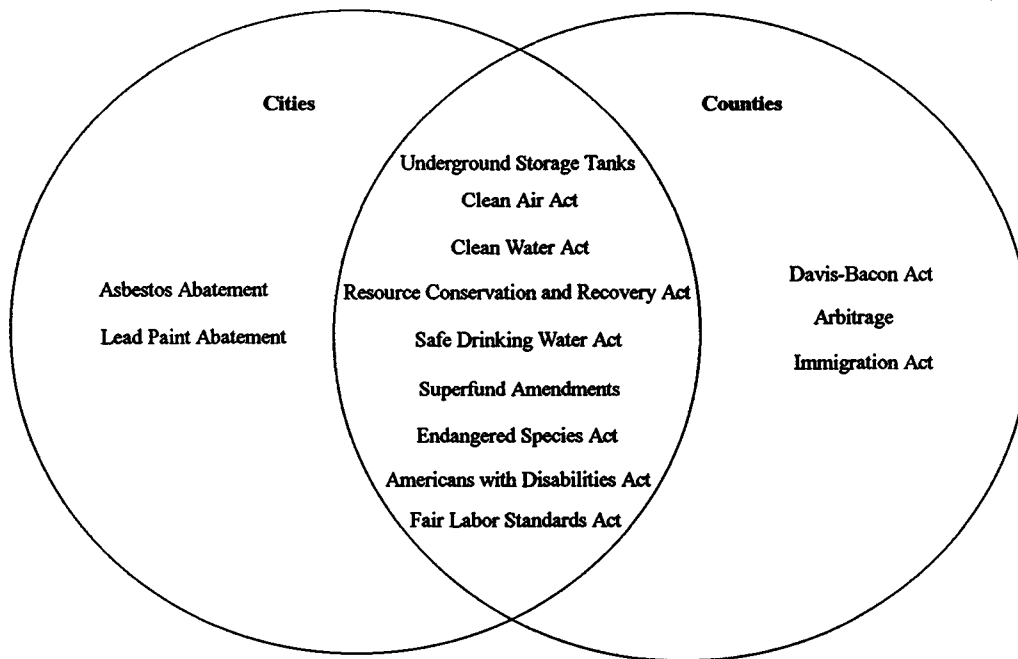 Cities
Counties
Underground Storage Tanks
Clean Air Act
Clean Water Act
Resource Conservation and Recovery Act
Safe Drinking Water Act
Superfund Amendments
Endangered Species Act
Americans with Disabilities Act
Fair Labor Standards Act
Asbestos Abatement
Lead Paint Abatement
Davis-Bacon Act
Arbitrage
Immigration Act